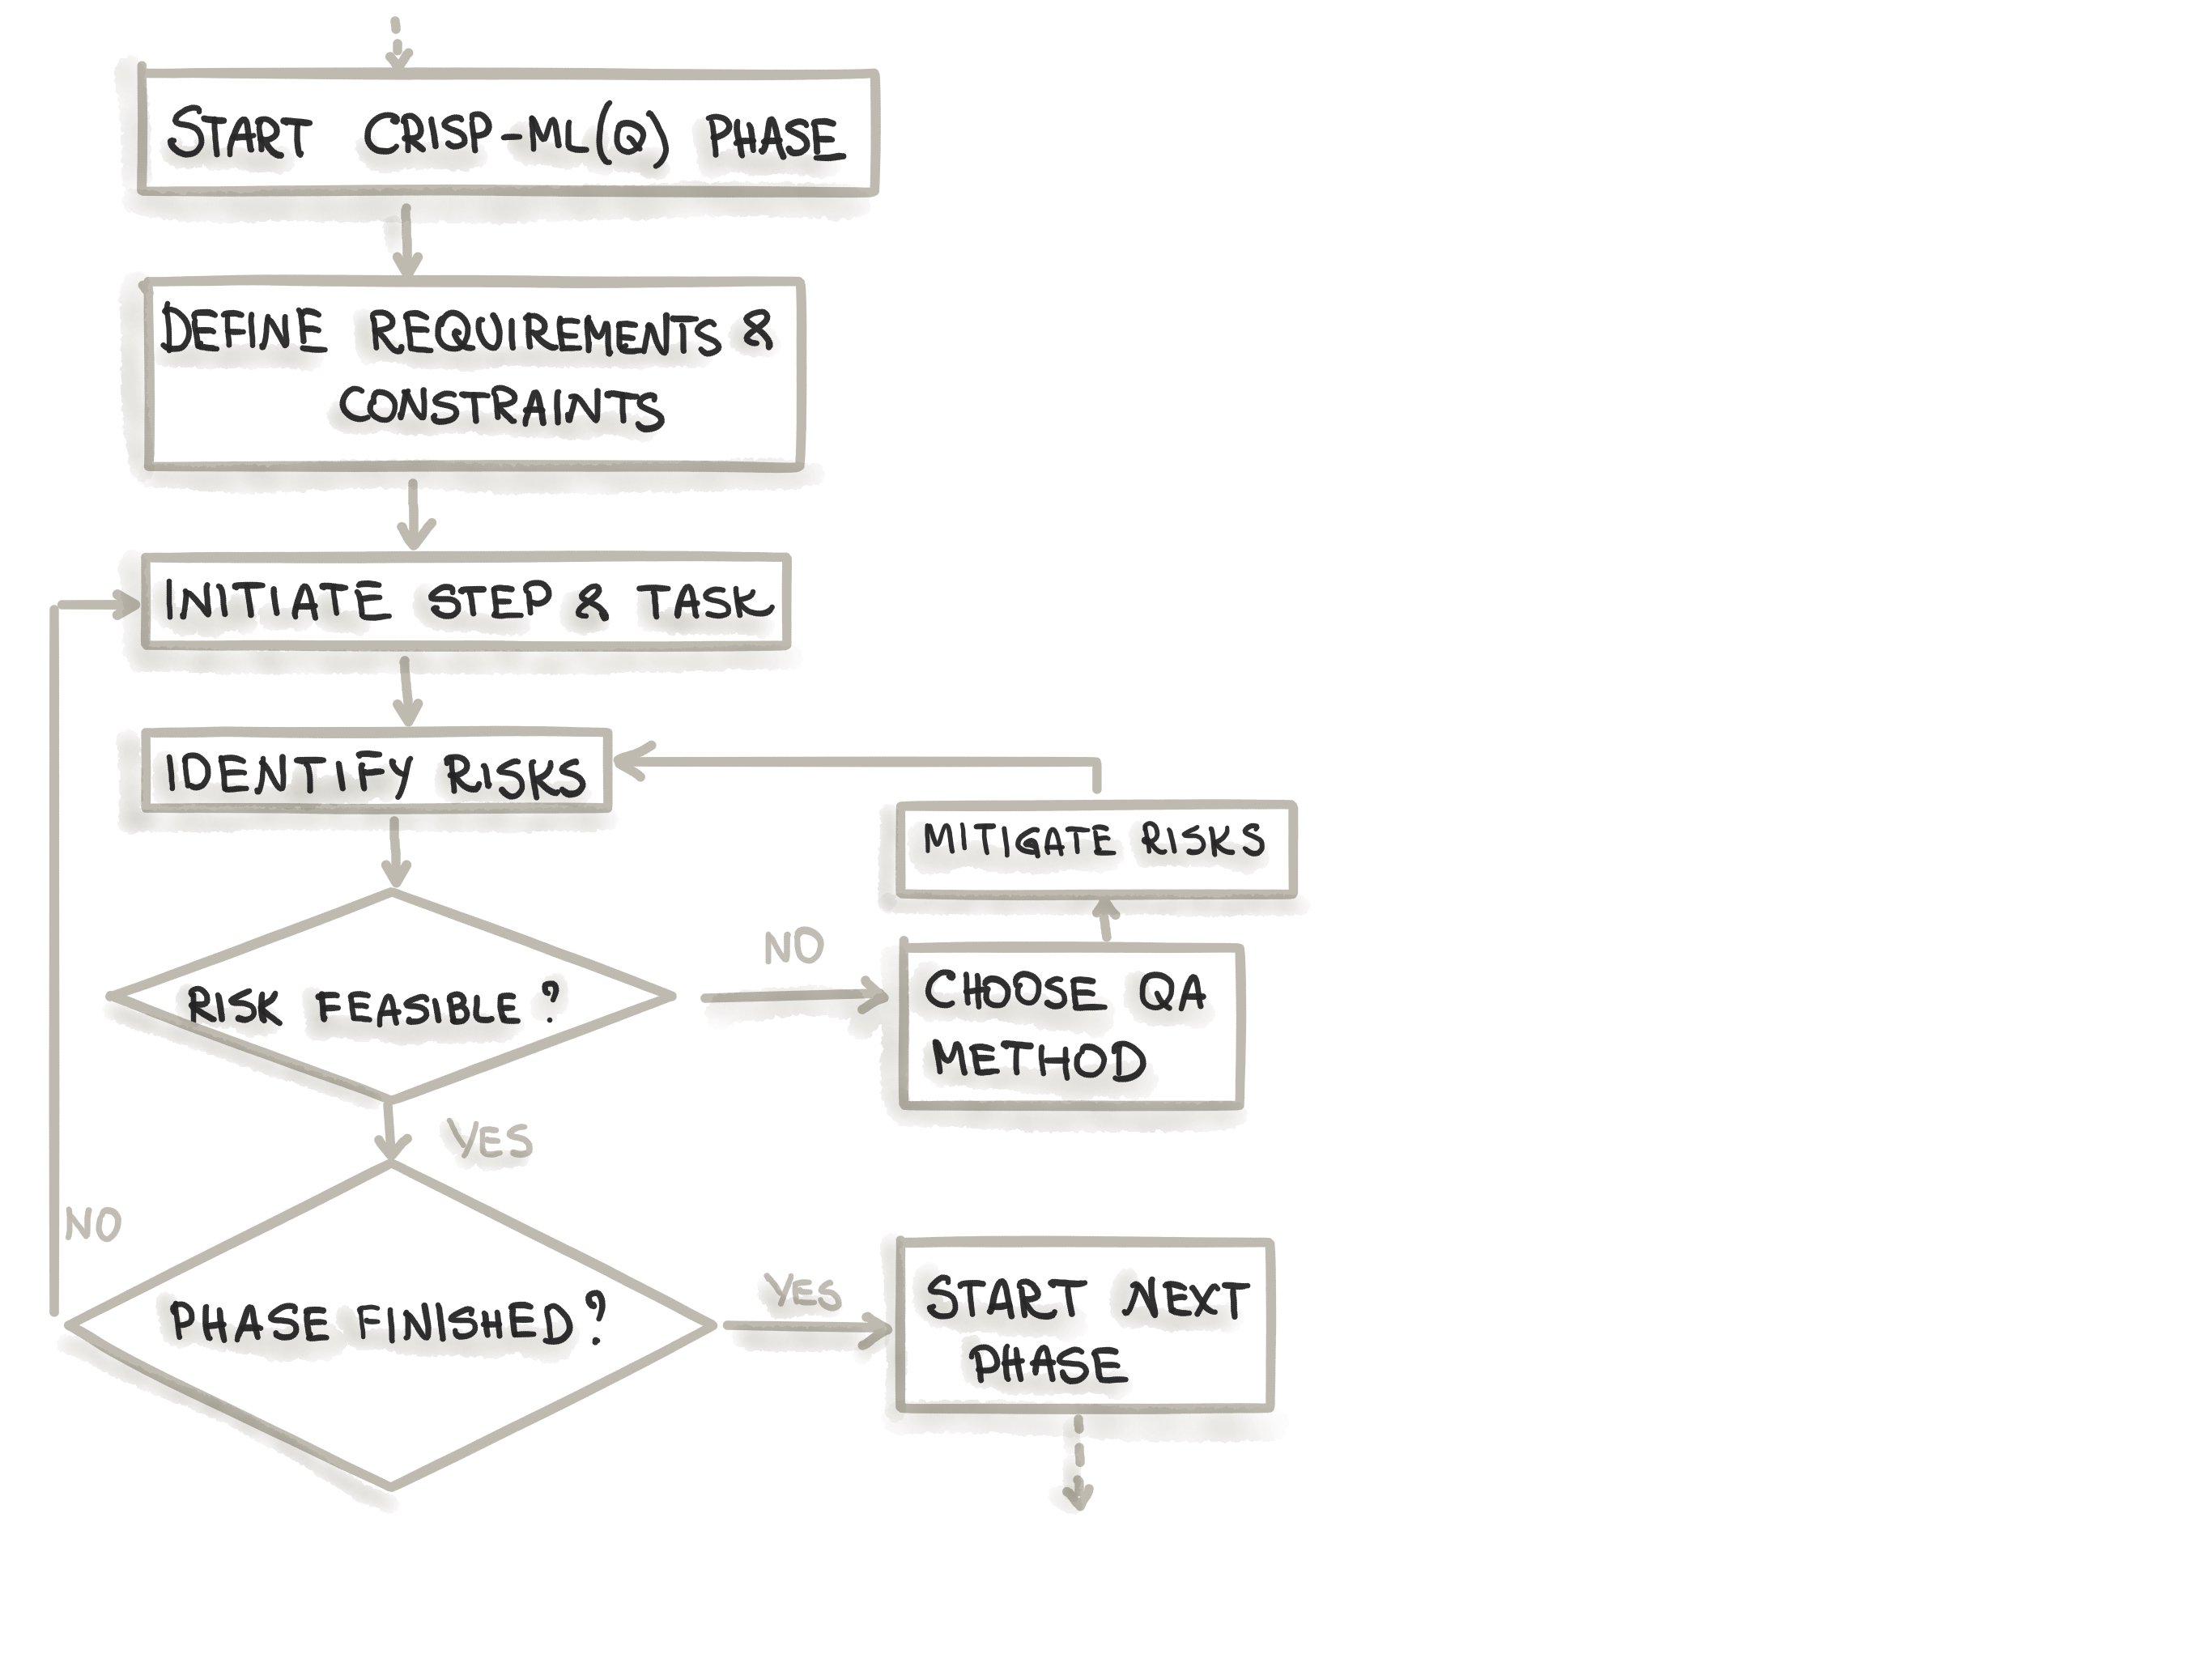 START CRISP-ML(Q) PHASE
DEFINE REQUIREMENTS &
CONSTRAINTS
INITIATE STEP & TASK
IDENTIFY RISKS
MITIGATE RISKS
NO
RISK FEASIBLE?
CHOOSE QA
METHOD
YES
NO
PHASE FINISHED?
YES
START NEXT
PHASE